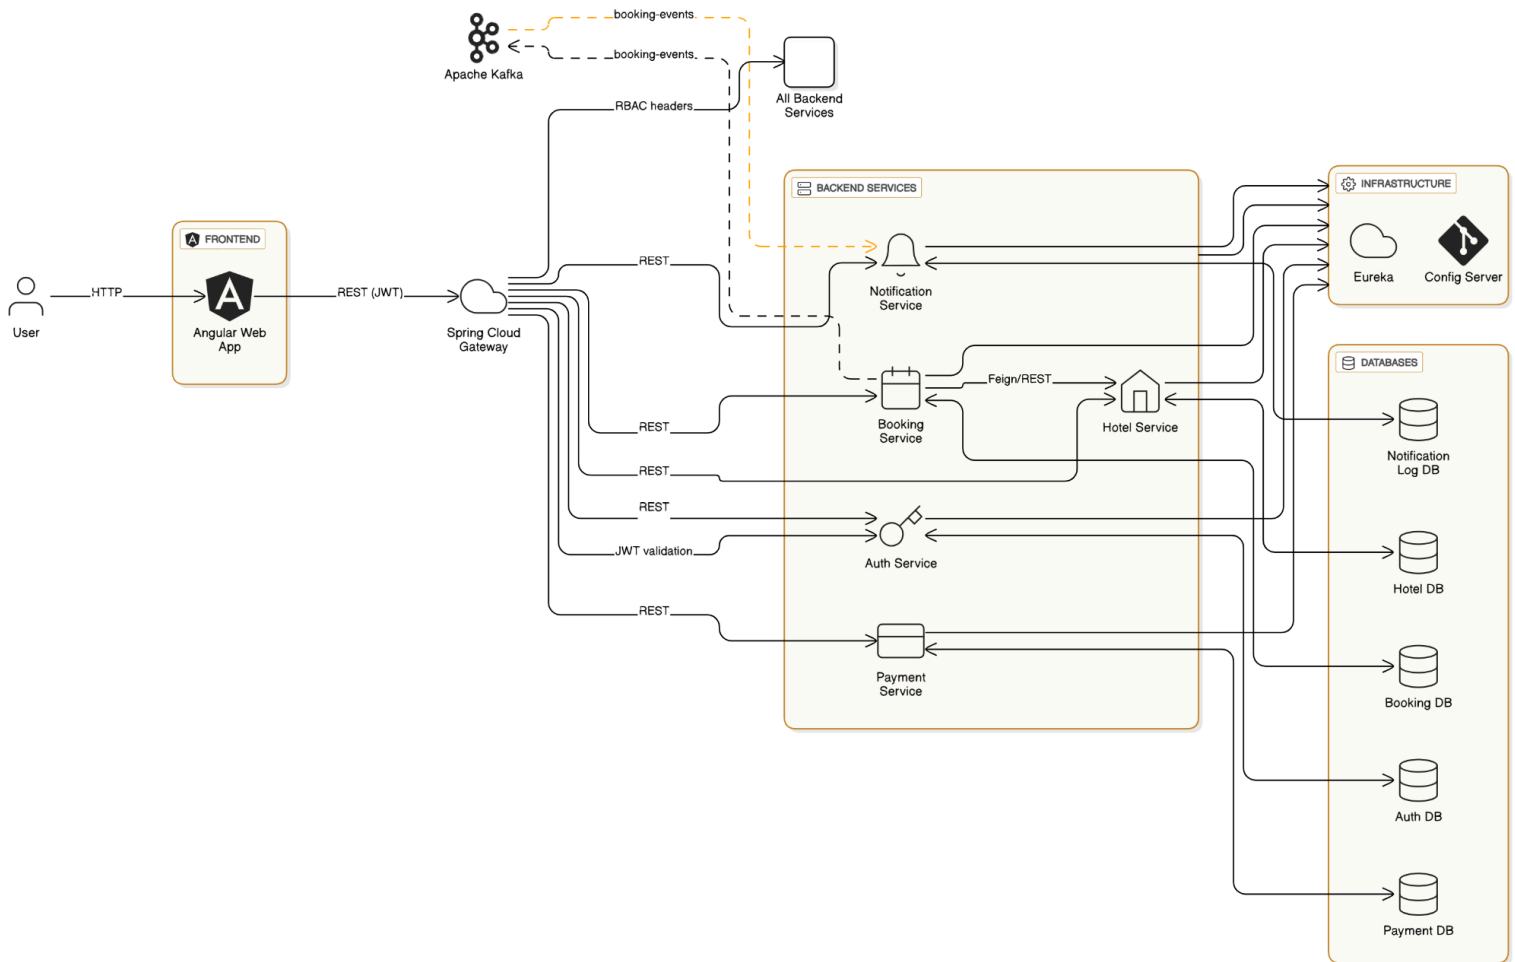 booking-events
booking-events
Apache Kafka
All Backend
Services
RBAC headers
BACKEND SERVICES
INFRASTRUCTURE
FRONTEND
REST
Eureka
Config Server
HTTP
REST (JWT)
Notification
Service
User
Angular Web
App
Spring Cloud
Gateway
DATABASES
Feign/REST
REST
Booking
Service
Hotel Service
Notification
Log DB
REST
REST
JWT validation
Auth Service
Hotel DB
REST
Payment
Service
Booking DB
Auth DB
Payment DB